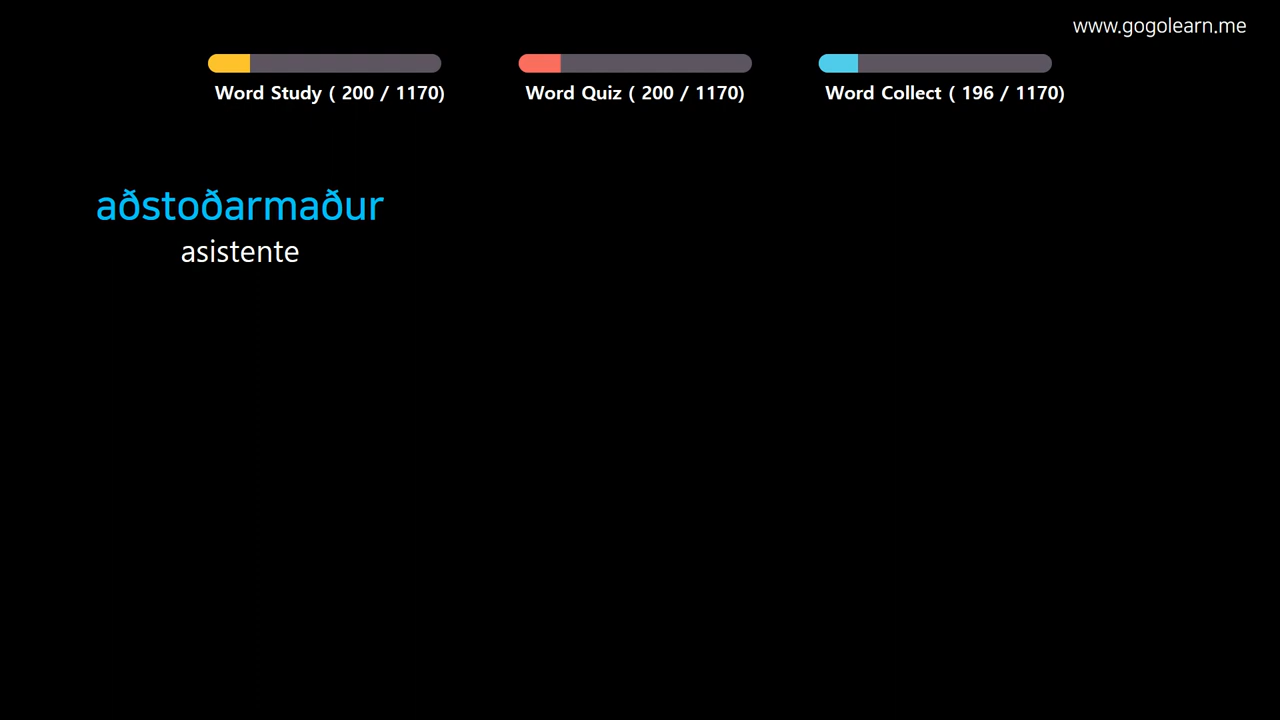 www.gogolearn.me
Word Study ( 200 / 1170)
Word Quiz ( 200 / 1170)
Word Collect ( 196 / 1170)
aðstoðarmaður
asistente